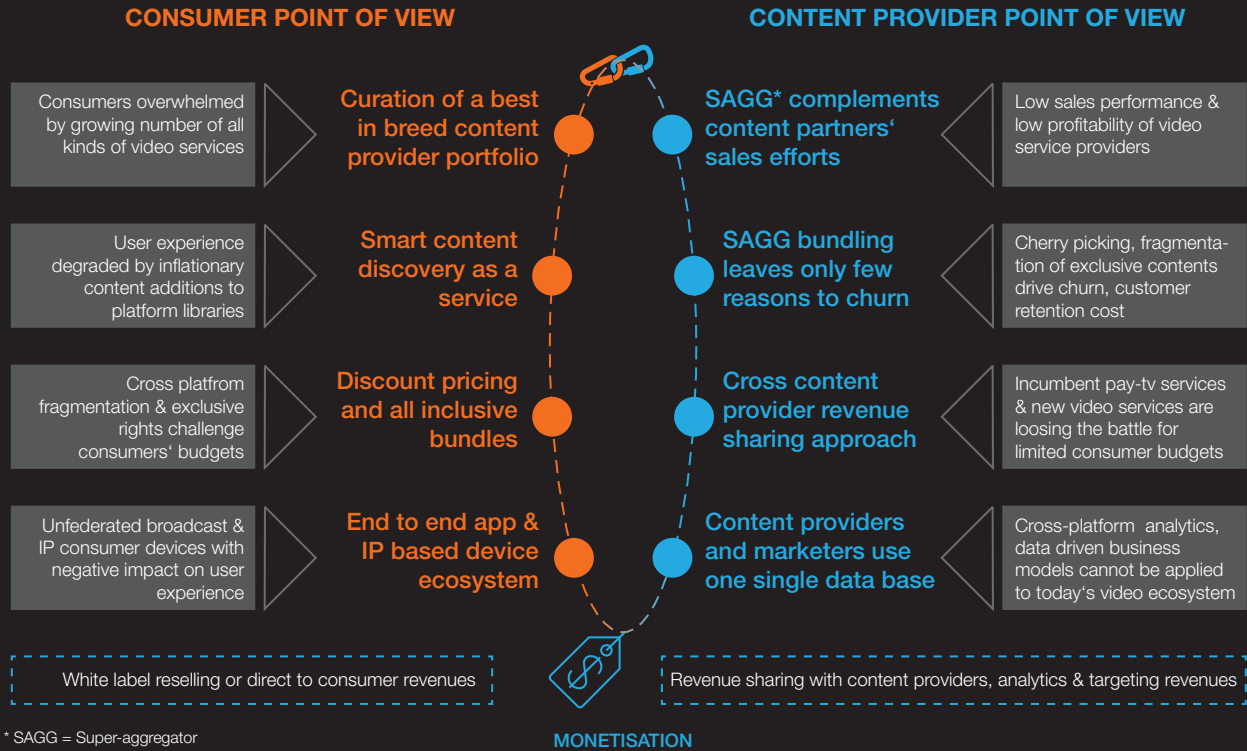 CONSUMER POINT OF VIEW
CONTENT PROVIDER POINT OF VIEW
Consumers overwhelmed
by growing number of all
kinds of video services
Curation of a best
in breed content
provider portfolio
SAGG* complements
content partners‘
sales efforts
Low sales performance &
low profitability of video
service providers
User experience
degraded by inflationary
content additions to
platform libraries
Smart content
discovery as a
service
SAGG bundling
leaves only few
reasons to churn
Cherry picking, fragmenta-
tion of exclusive contents
drive churn, customer
retention cost
Cross platfrom
fragmentation & exclusive
rights challenge
consumers‘ budgets
Discount pricing
and all inclusive
bundles
Cross content
provider revenue
sharing approach
Incumbent pay-tv services
& new video services are
loosing the battle for
limited consumer budgets
Unfederated broadcast &
IP consumer devices with
negative impact on user
experience
End to end app &
IP based device
ecosystem
Content providers
and marketers use
one single data base
Cross-platform analytics,
data driven business
models cannot be applied
to today‘s video ecosystem
White label reselling or direct to consumer revenues
$
Revenue sharing with content providers, analytics & targeting revenues
* SAGG = Super-aggregator
MONETISATION